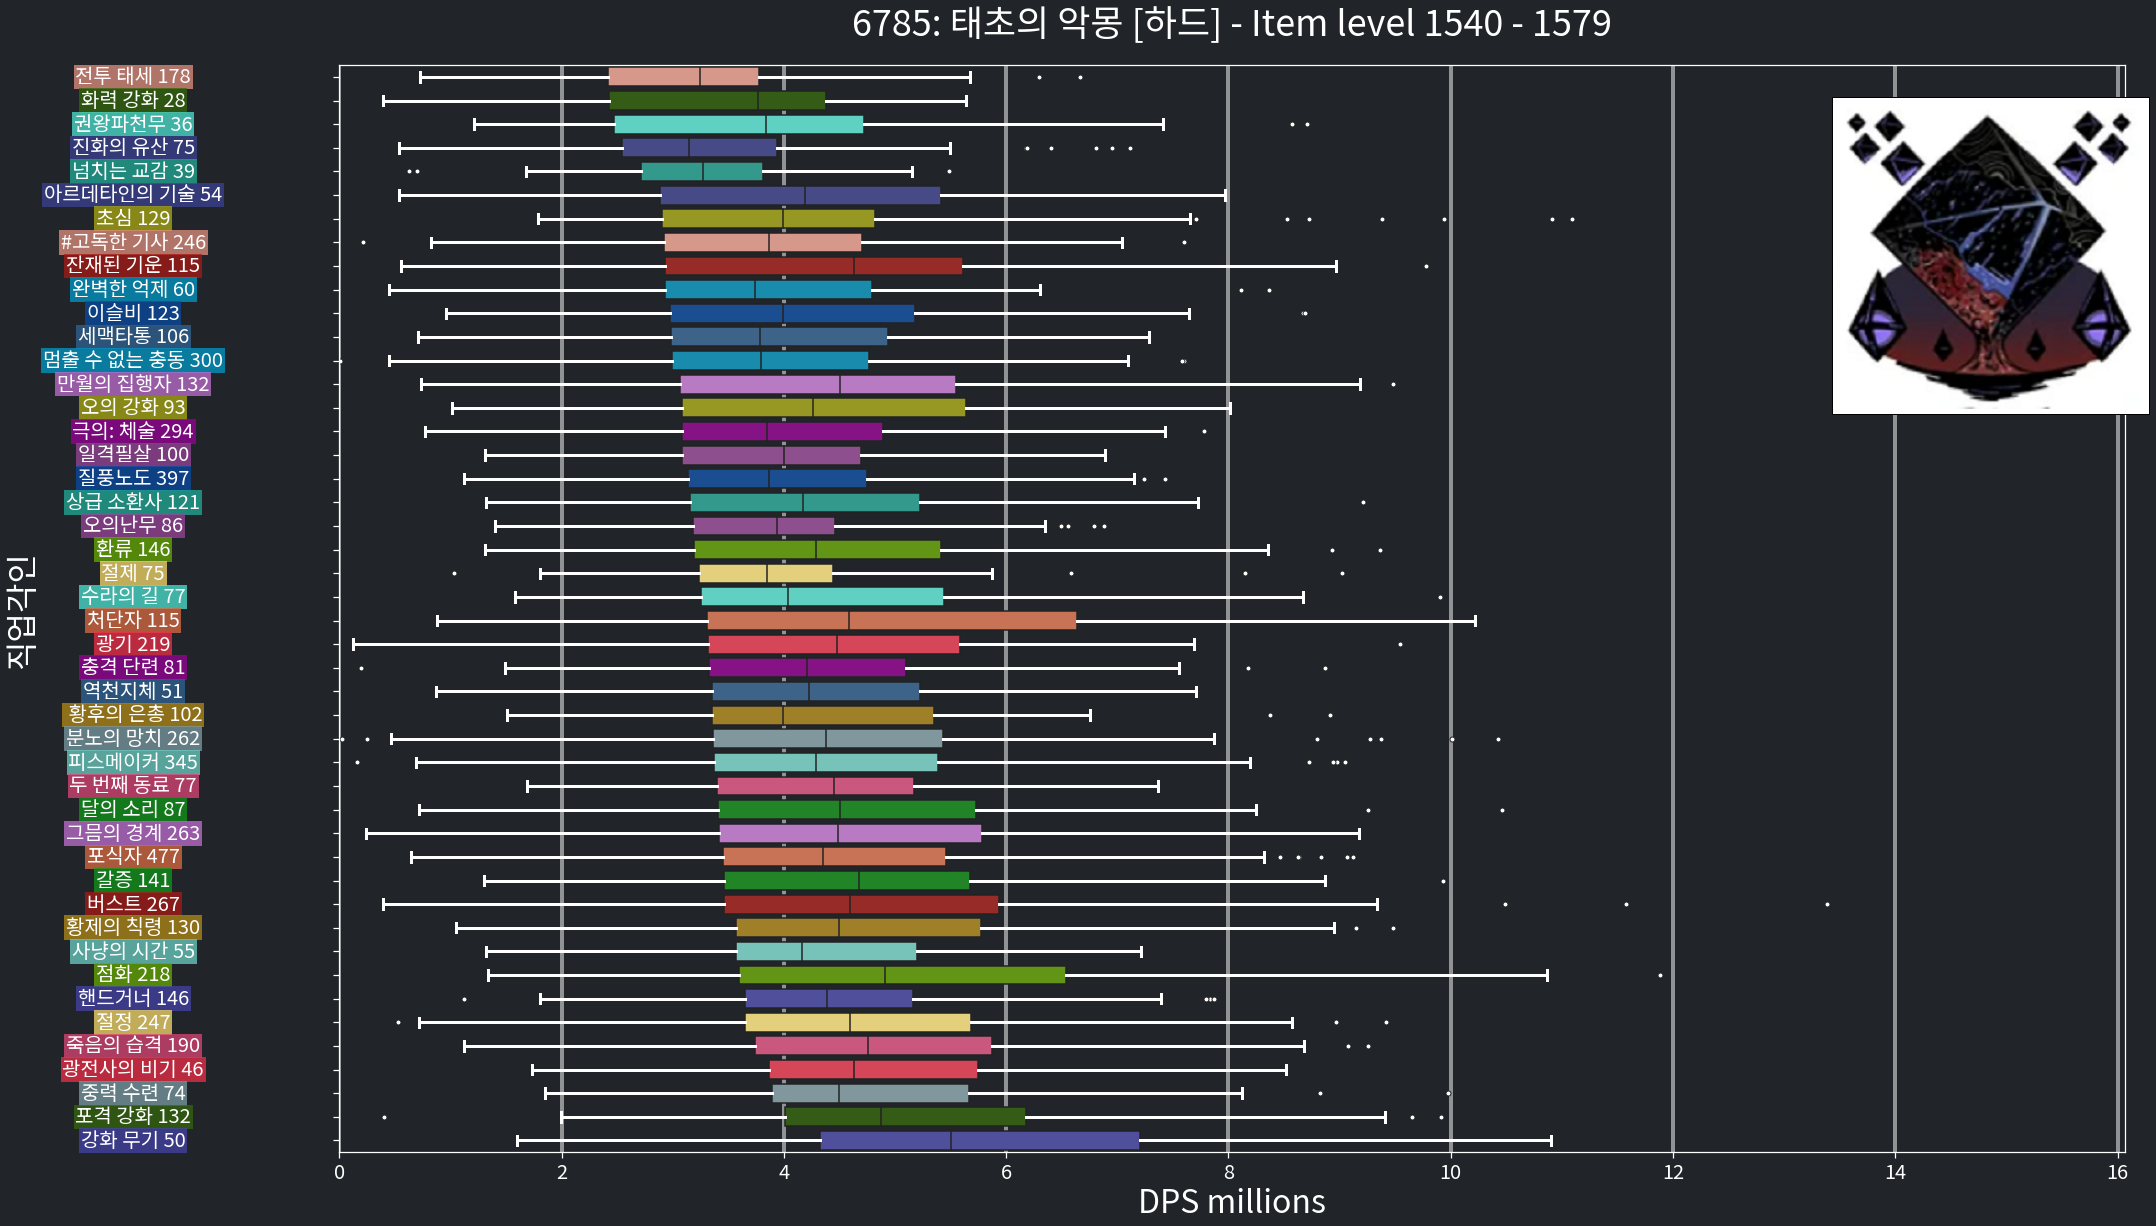 6785: 태초의 악몽 [하드] - Item level 1540 - 1579
전투 태세 178
화력 강화 28
권왕파천무 36
진화의 유산 75
넘치는 교감 39
아르데타인의 기술 54
초심 129
#고독한 기사 246
잔재된 기운 115
완벽한 억제 60
이슬비 123
세맥타통 106
멈출 수 없는 충동 300
만월의 집행자 132
오의 강화 93
극의: 체술 294
일격필살 100
질풍노도 397
상급 소환사 121
오의난무 86
환류 146
절제 75
수라의 길 77
처단자 115
광기 219
충격 단련 81
역천지체 51
황후의 은총 102
분노의 망치 262
피스메이커 345
두 번째 동료 77
달의 소리 87
그믐의 경계 263
포식자 477
갈증 141
버스트 267
황제의 칙령 130
사냥의 시간 55
점화 218
핸드거너 146
절정 247
죽음의 습격 190
광전사의 비기 46
중력 수련 74
포격 강화 132
강화 무기 50
직업각인
0 2 4 6 8 10 12 14 16
DPS millions